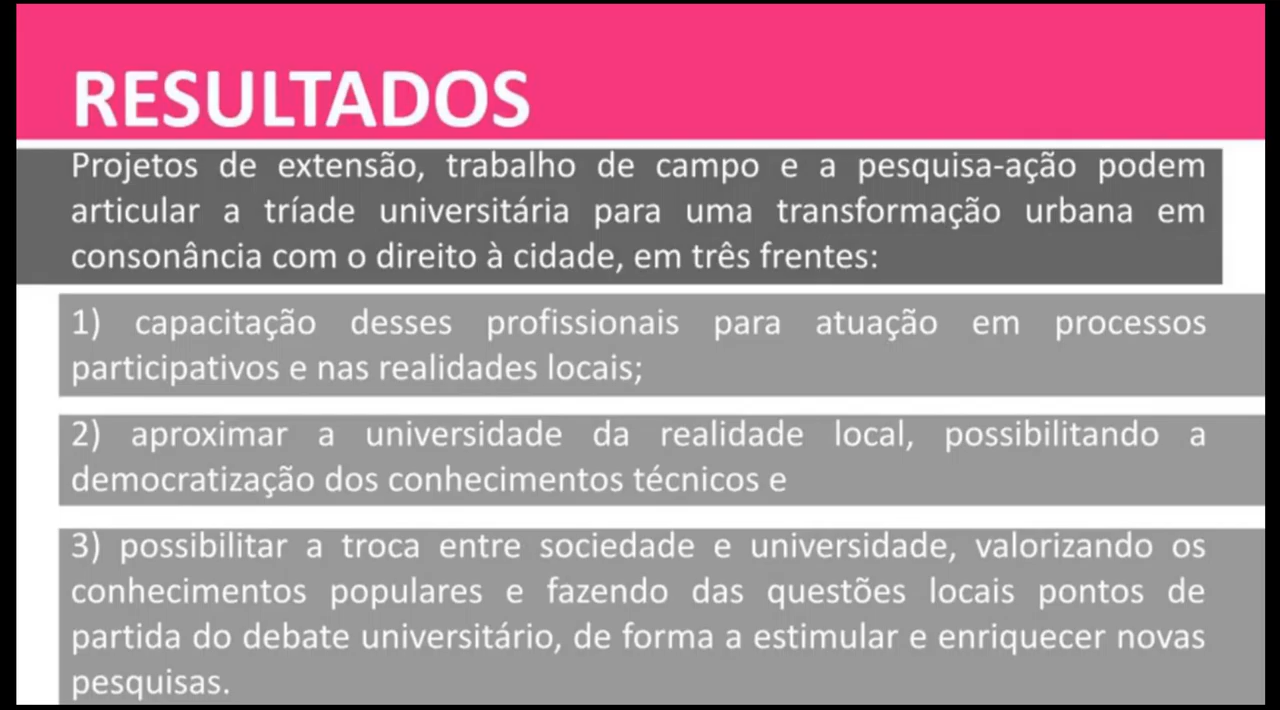 RESULTADOS
Projetos de extensão, trabalho de campo e a pesquisa-ação podem
articular a tríade universitária para uma transformação urbana em
consonância com o direito à cidade, em três frentes:
1) capacitação desses profissionais para atuação em processos
participativos e nas realidades locais;
2) aproximar a universidade da realidade local, possibilitando a
democratização dos conhecimentos técnicos e
3) possibilitar a troca entre sociedade e universidade, valorizando os
conhecimentos populares e fazendo das questões locais pontos de
partida do debate universitário, de forma a estimular e enriquecer novas
pesquisas.